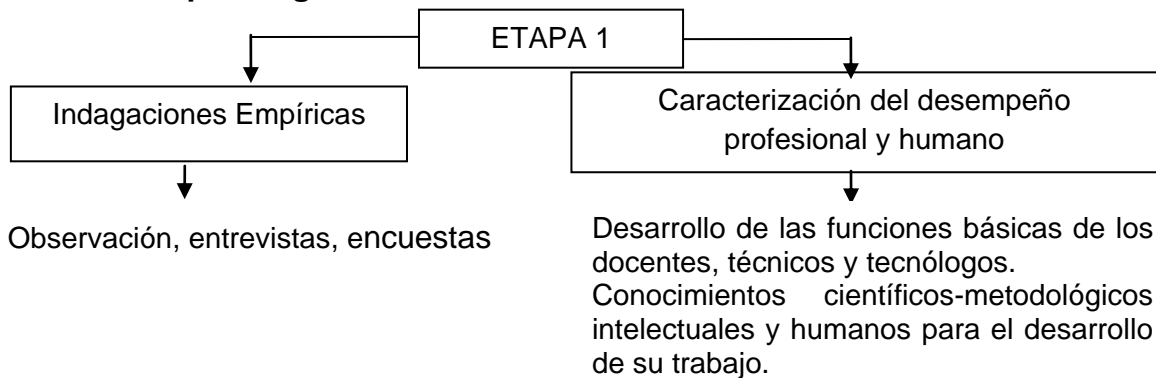 ETAPA 1
Indagaciones Empíricas
Observación, entrevistas, encuestas
Caracterización del desempeño
profesional y humano
Desarrollo de las funciones básicas de los
docentes, técnicos y tecnólogos.
Conocimientos científicos-metodológicos
intelectuales y humanos para el desarrollo
de su trabajo.